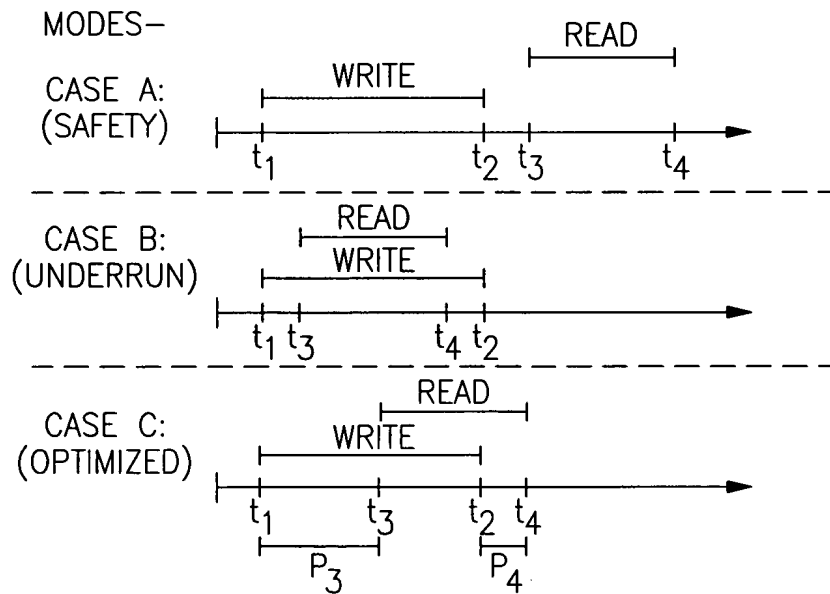 MODES–
READ
CASE A:
WRITE
(SAFETY)
t1 t2 t3 t4
READ
CASE B:
WRITE
(UNDERRUN)
t1 t3 t4 t2
READ
CASE C:
WRITE
(OPTIMIZED)
t1 t3 t2 t4
P3 P4